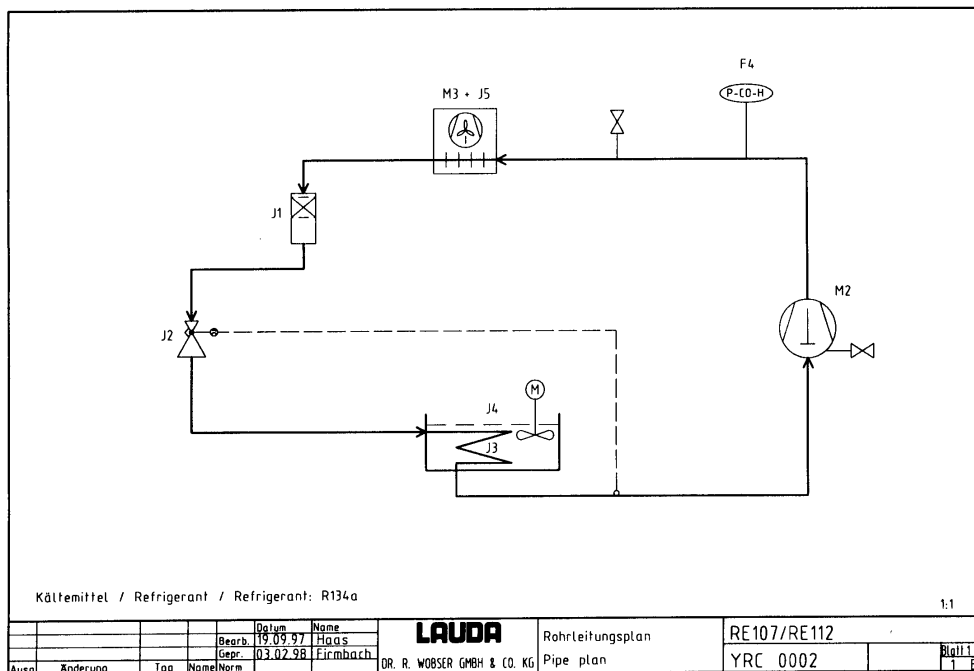 F4
P-CO-H
M3 + J5
J1
M2
J2
M
J4
J3
Kältemittel / Refrigerant / Refrigerant: R134a
1:1
Datum Name
Bearb. 19.09.97 Haas
Gepr. 03.02.98 Firmbach
Ausg Änderung Tag Name Norm
LAUDA
DR. R. WOBSER GMBH & CO. KG
Rohrleitungsplan
Pipe plan
RE107/RE112
YRC 0002
Blatt 1
1